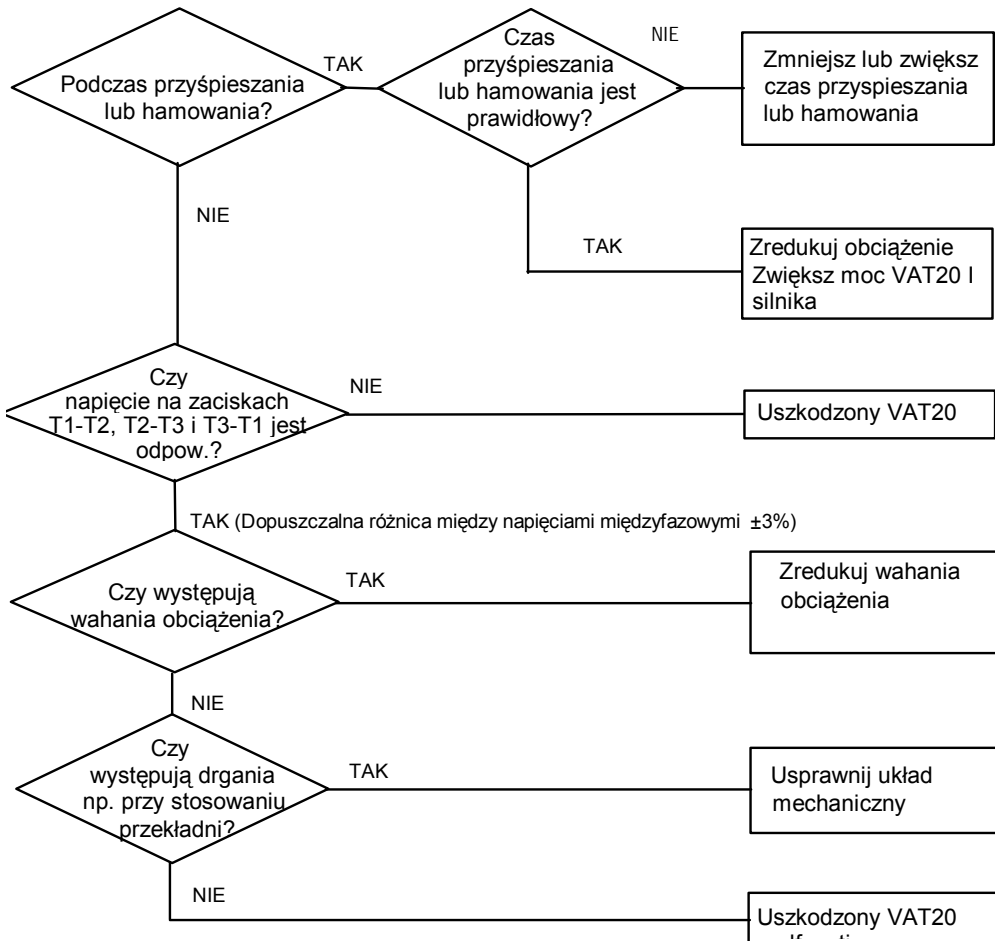 Podczas przyśpieszania
lub hamowania?
TAK
Czas
przyśpieszania
lub hamowania jest
prawidłowy?
NIE
Zmniejsz lub zwiększ
czas przyspieszania
lub hamowania
NIE
TAK
Zredukuj obciążenie
Zwiększ moc VAT20 I
silnika
Czy
napięcie na zaciskach
T1-T2, T2-T3 i T3-T1 jest
odpow.?
NIE
Uszkodzony VAT20
TAK (Dopuszczalna różnica między napięciami międzyfazowymi ±3%)
Czy występują
wahania obciążenia?
TAK
Zredukuj wahania
obciążenia
NIE
Czy
występują drgania
np. przy stosowaniu
przekładni?
TAK
Usprawnij układ
mechaniczny
NIE
Uszkodzony VAT20